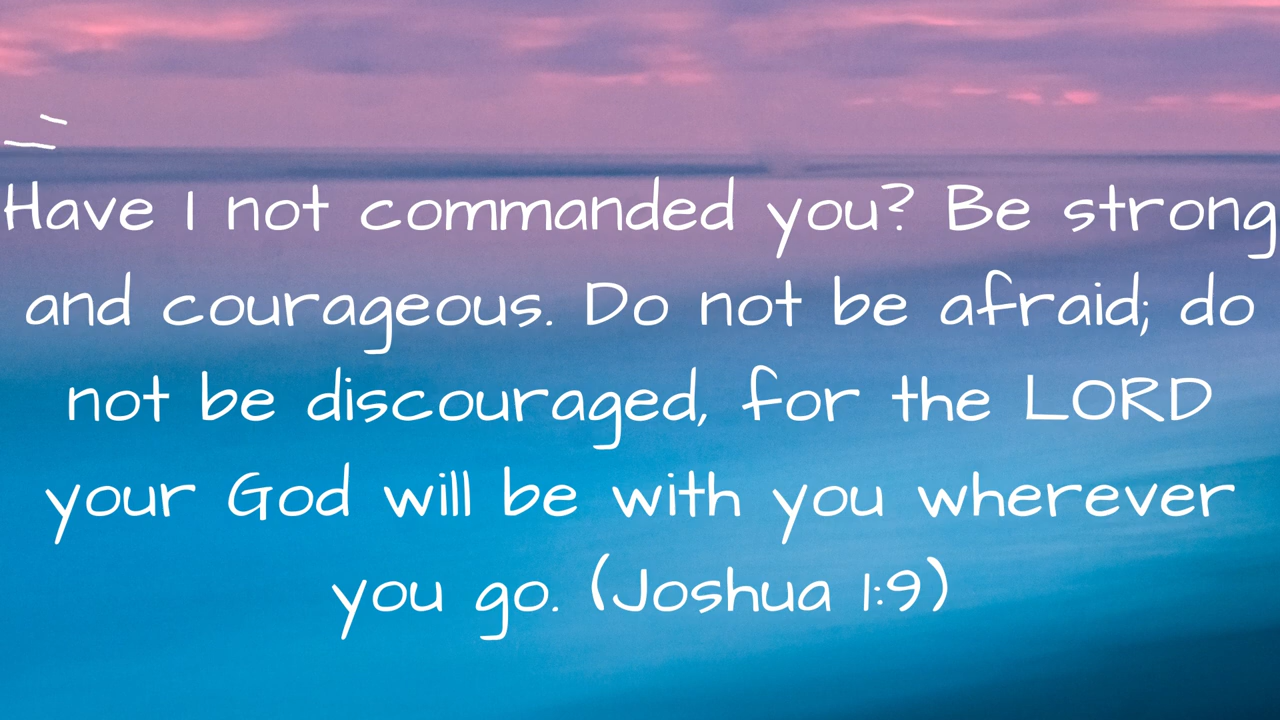 Have I not commanded you? Be strong
and courageous. Do not be afraid; do
not be discouraged, for the LORD
your God will be with you wherever
you go. (Joshua 1:9)